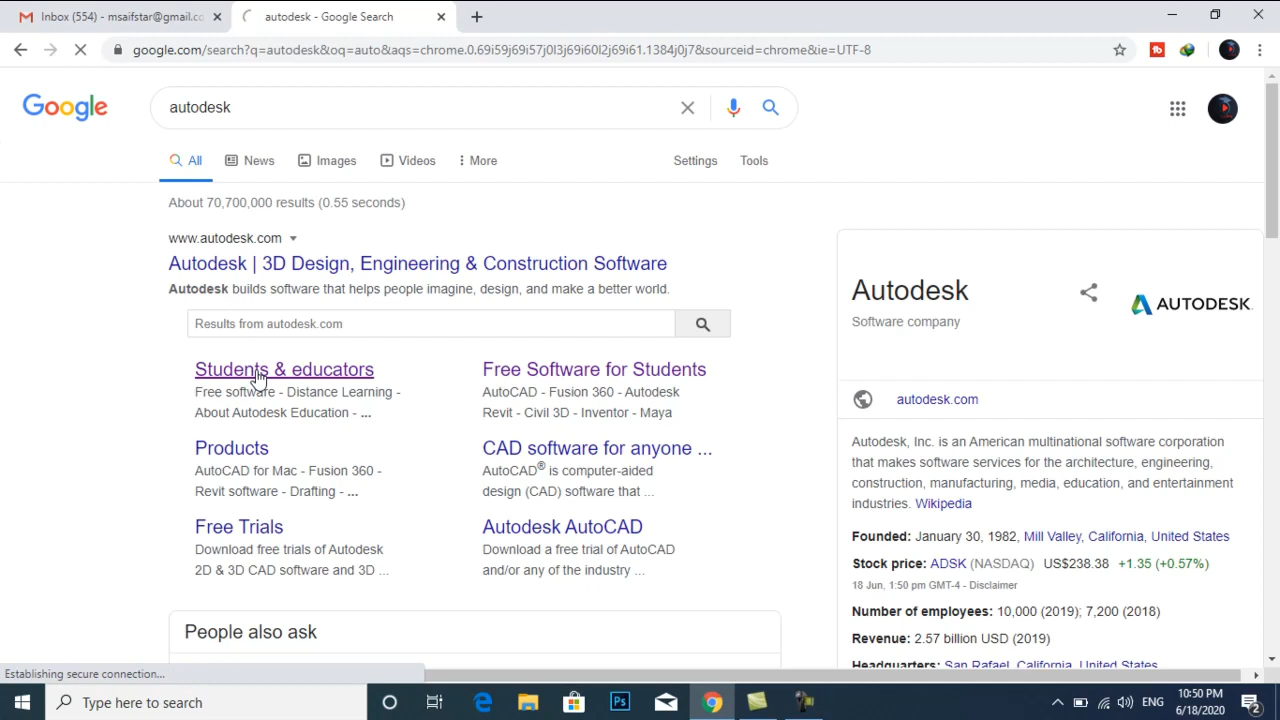 Inbox (554) - msaifstar@gmail.co
autodesk - Google Search
google.com/search?q=autodesk&oq=auto&aqs=chrome.0.69i59j69i57j0l3j69i60l2j69i61.1384j0j7&sourceid=chrome&ie=UTF-8
Google
autodesk
All
News
Images
Videos
More
Settings
Tools
About 70,700,000 results (0.55 seconds)
www.autodesk.com
Autodesk | 3D Design, Engineering & Construction Software
Autodesk builds software that helps people imagine, design, and make a better world.
Results from autodesk.com
Students & educators
Free software - Distance Learning -
About Autodesk Education - ...
Free Software for Students
AutoCAD - Fusion 360 - Autodesk
Revit - Civil 3D - Inventor - Maya
Products
AutoCAD for Mac - Fusion 360 -
Revit software - Drafting - ...
CAD software for anyone ...
AutoCAD® is computer-aided
design (CAD) software that ...
Free Trials
Download free trials of Autodesk
2D & 3D CAD software and 3D ...
Autodesk AutoCAD
Download a free trial of AutoCAD
and/or any of the industry ...
People also ask
Autodesk
Software company
AUTODESK.
autodesk.com
Autodesk, Inc. is an American multinational software corporation
that makes software services for the architecture, engineering,
construction, manufacturing, media, education, and entertainment
industries. Wikipedia
Founded: January 30, 1982, Mill Valley, California, United States
Stock price: ADSK (NASDAQ) US$238.38 +1.35 (+0.57%)
18 Jun, 1:50 pm GMT-4 - Disclaimer
Number of employees: 10,000 (2019); 7,200 (2018)
Revenue: 2.57 billion USD (2019)
Headquarters: San Rafael, California, United States
Establishing secure connection...
Type here to search
Ps
ENG
10:50 PM
6/18/2020
2